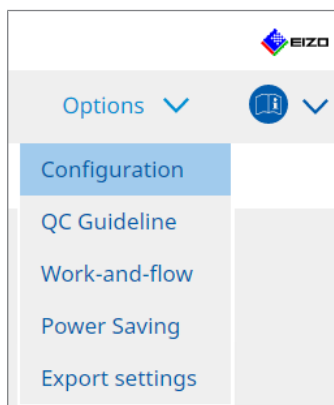 EIZO
Options
Configuration
QC Guideline
Work-and-flow
Power Saving
Export settings